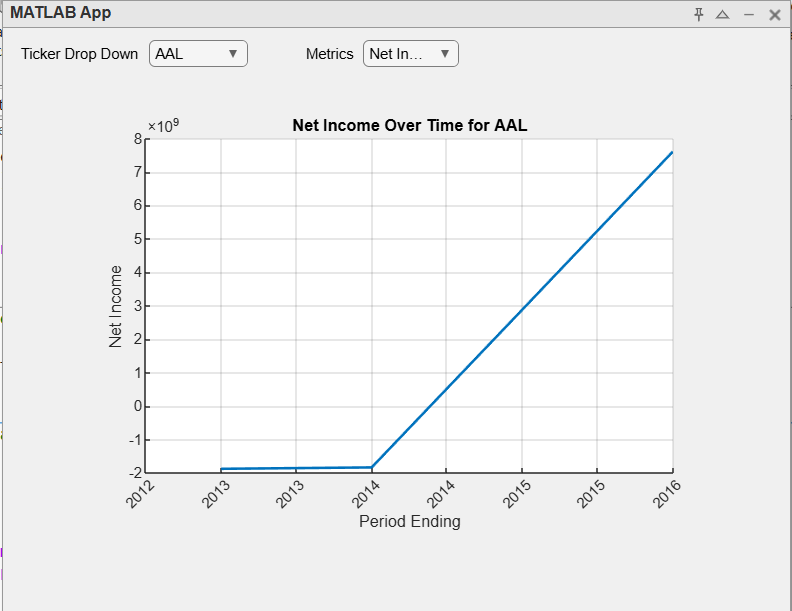 MATLAB App
Ticker Drop Down AAL Metrics Net In...
×10⁹
Net Income Over Time for AAL
8
7
6
5
4
3
2
1
0
-1
-2
Net Income
2012 2013 2013 2014 2014 2015 2015 2016
Period Ending